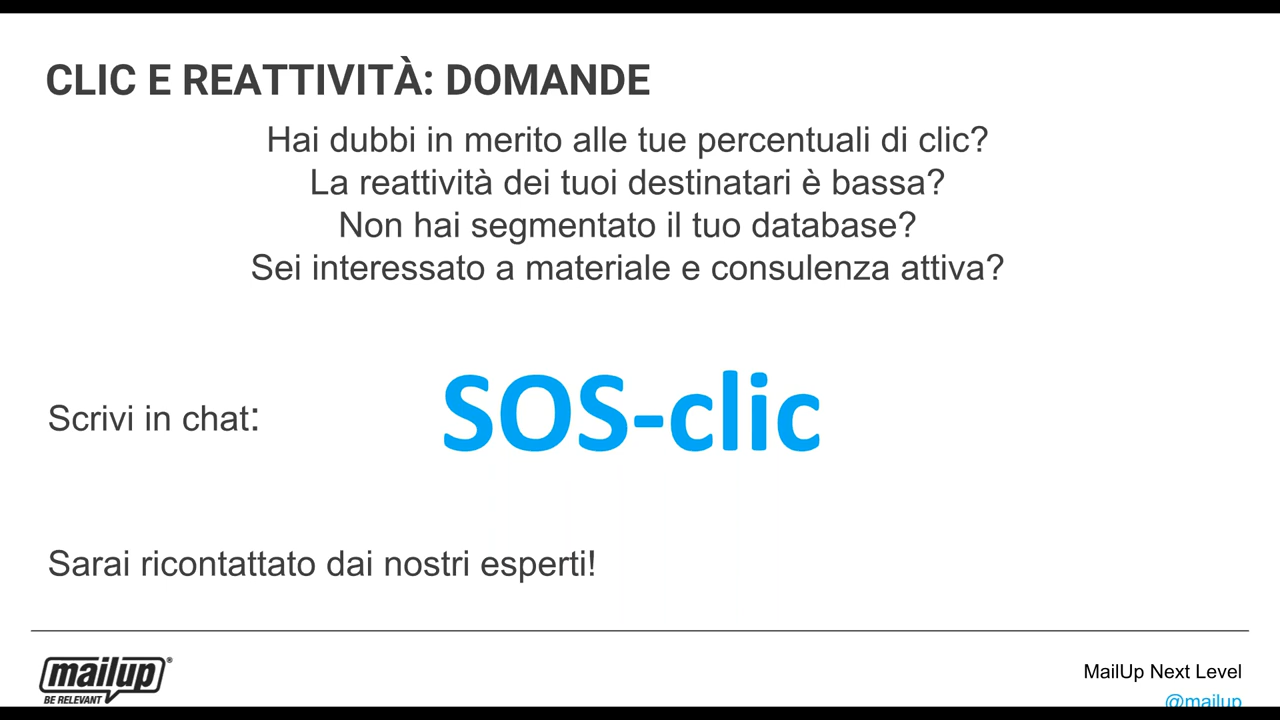 CLIC E REATTIVITÀ: DOMANDE
Hai dubbi in merito alle tue percentuali di clic?
La reattività dei tuoi destinatari è bassa?
Non hai segmentato il tuo database?
Sei interessato a materiale e consulenza attiva?
Scrivi in chat: SOS-clic
Sarai ricontattato dai nostri esperti!
mailup®
BE RELEVANT
MailUp Next Level
@mailup